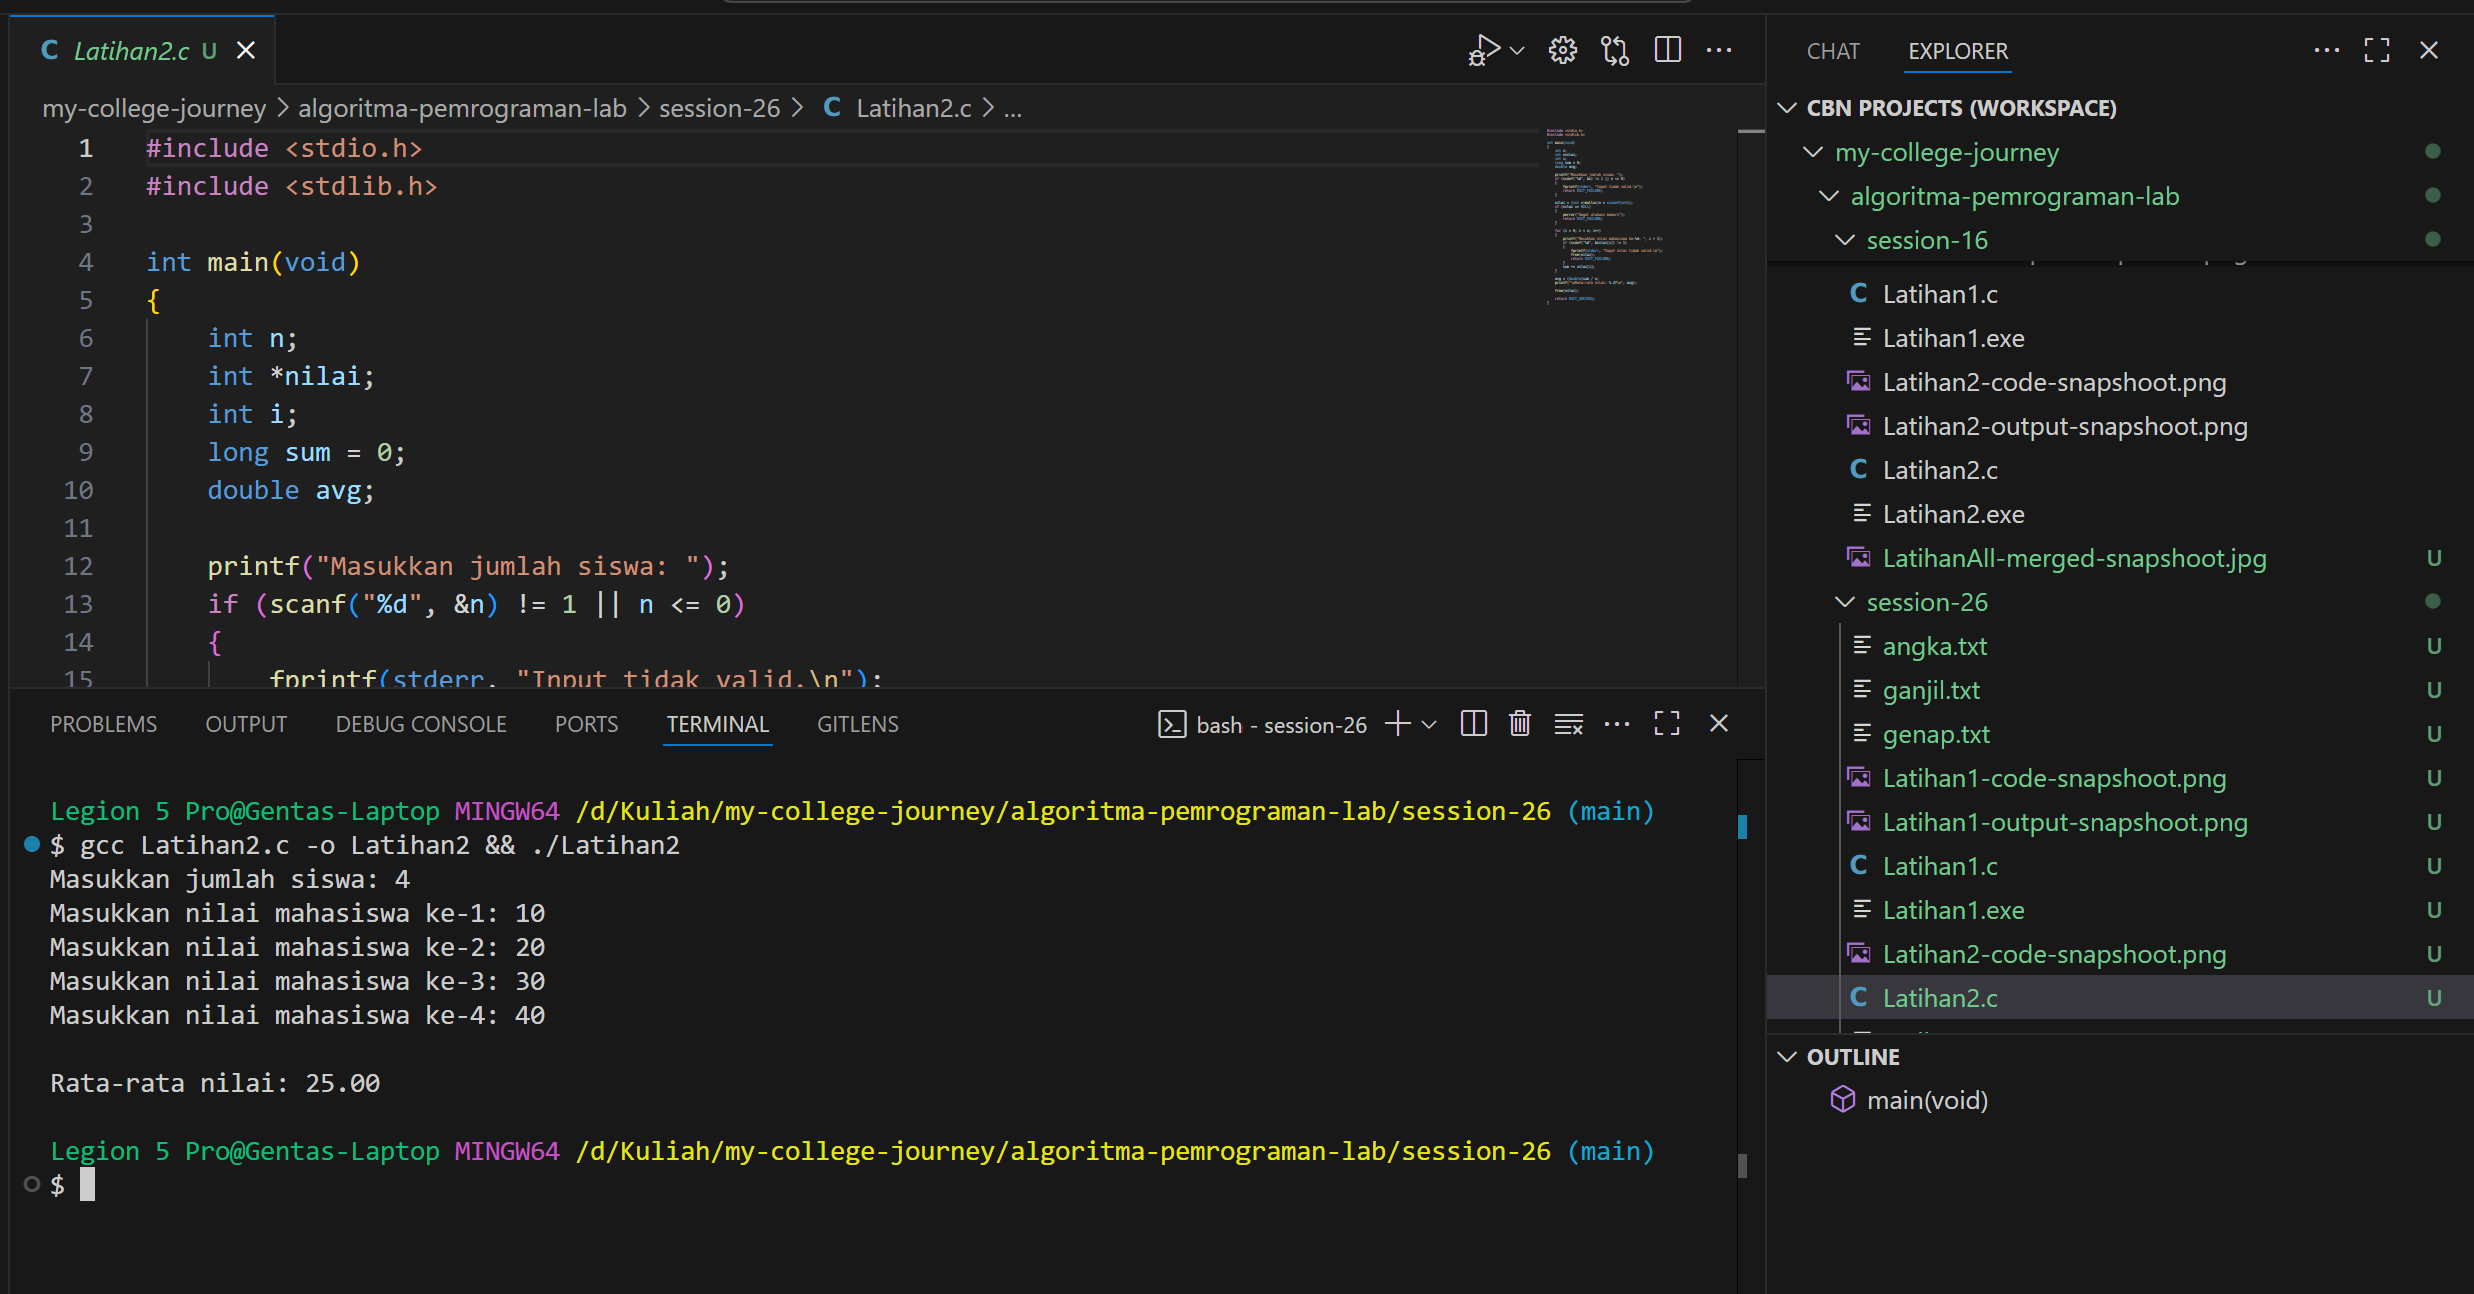 C Latihan2.c U
my-college-journey > algoritma-pemrograman-lab > session-26 > C Latihan2.c > ...
1 #include <stdio.h>
2 #include <stdlib.h>
3
4 int main(void)
5 {
6 int n;
7 int *nilai;
8 int i;
9 long sum = 0;
10 double avg;
11
12 printf("Masukkan jumlah siswa: ");
13 if (scanf("%d", &n) != 1 || n <= 0)
14 {
15 fprintf(stderr, "Input tidak valid.\n");
PROBLEMS OUTPUT DEBUG CONSOLE PORTS TERMINAL GITLENS
bash - session-26
Legion 5 Pro@Gentas-Laptop MINGW64 /d/Kuliah/my-college-journey/algoritma-pemrograman-lab/session-26 (main)
$ gcc Latihan2.c -o Latihan2 && ./Latihan2
Masukkan jumlah siswa: 4
Masukkan nilai mahasiswa ke-1: 10
Masukkan nilai mahasiswa ke-2: 20
Masukkan nilai mahasiswa ke-3: 30
Masukkan nilai mahasiswa ke-4: 40
Rata-rata nilai: 25.00
Legion 5 Pro@Gentas-Laptop MINGW64 /d/Kuliah/my-college-journey/algoritma-pemrograman-lab/session-26 (main)
$
CHAT EXPLORER
CBN PROJECTS (WORKSPACE)
my-college-journey
algoritma-pemrograman-lab
session-16
C Latihan1.c
Latihan1.exe
Latihan2-code-snapshoot.png
Latihan2-output-snapshoot.png
C Latihan2.c
Latihan2.exe
LatihanAll-merged-snapshoot.jpg U
session-26
angka.txt U
ganjil.txt U
genap.txt U
Latihan1-code-snapshoot.png U
Latihan1-output-snapshoot.png U
C Latihan1.c U
Latihan1.exe U
Latihan2-code-snapshoot.png U
C Latihan2.c U
OUTLINE
main(void)